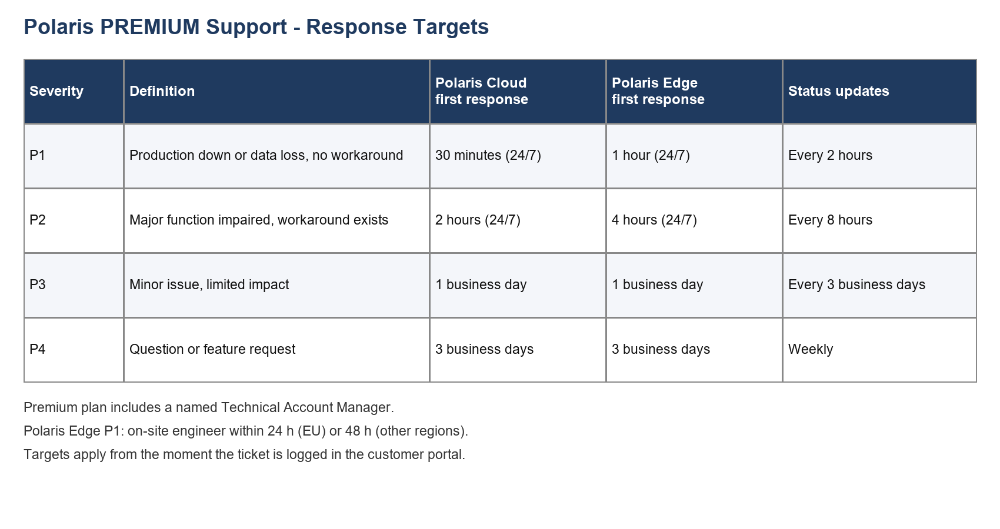 Polaris PREMIUM Support - Response Targets
Severity
Definition
Polaris Cloud
first response
Polaris Edge
first response
Status updates
P1
Production down or data loss, no workaround
30 minutes (24/7)
1 hour (24/7)
Every 2 hours
P2
Major function impaired, workaround exists
2 hours (24/7)
4 hours (24/7)
Every 8 hours
P3
Minor issue, limited impact
1 business day
1 business day
Every 3 business days
P4
Question or feature request
3 business days
3 business days
Weekly
Premium plan includes a named Technical Account Manager.
Polaris Edge P1: on-site engineer within 24 h (EU) or 48 h (other regions).
Targets apply from the moment the ticket is logged in the customer portal.